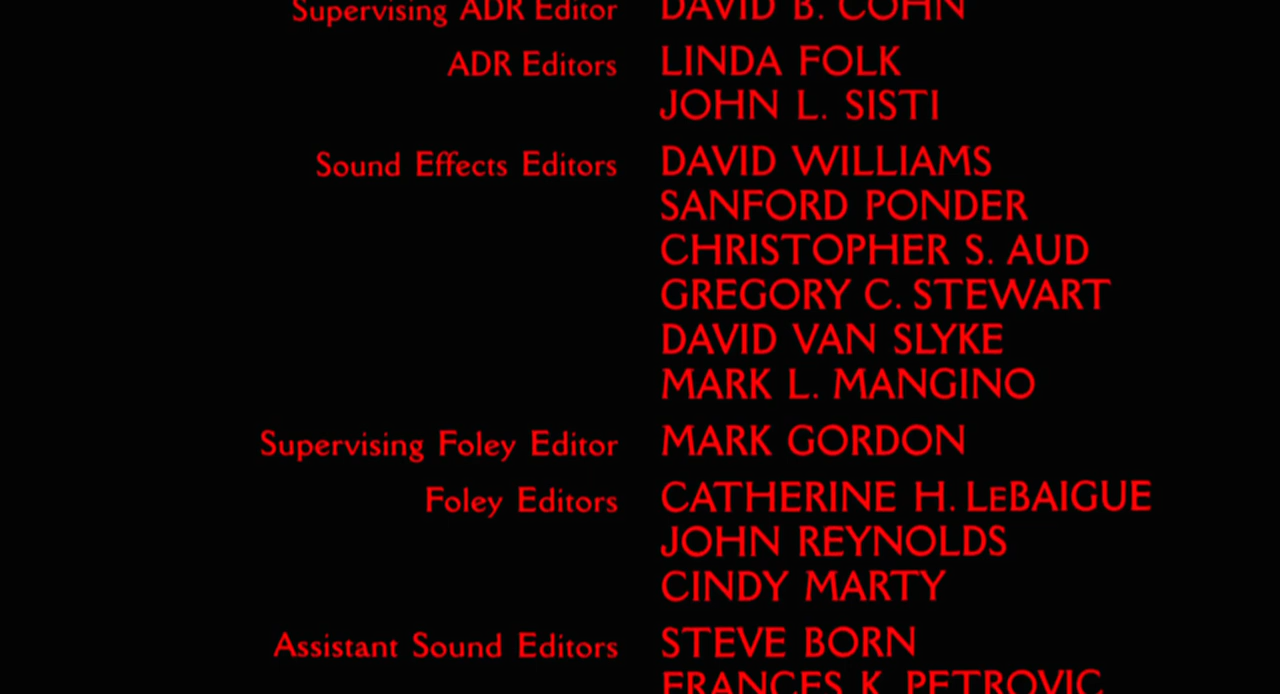 Supervising ADR Editor DAVID B. COHN
ADR Editors LINDA FOLK
JOHN L. SISTI
Sound Effects Editors DAVID WILLIAMS
SANFORD PONDER
CHRISTOPHER S. AUD
GREGORY C. STEWART
DAVID VAN SLYKE
MARK L. MANGINO
Supervising Foley Editor MARK GORDON
Foley Editors CATHERINE H. LEBAIGUE
JOHN REYNOLDS
CINDY MARTY
Assistant Sound Editors STEVE BORN
FRANCES K. PETROVIC